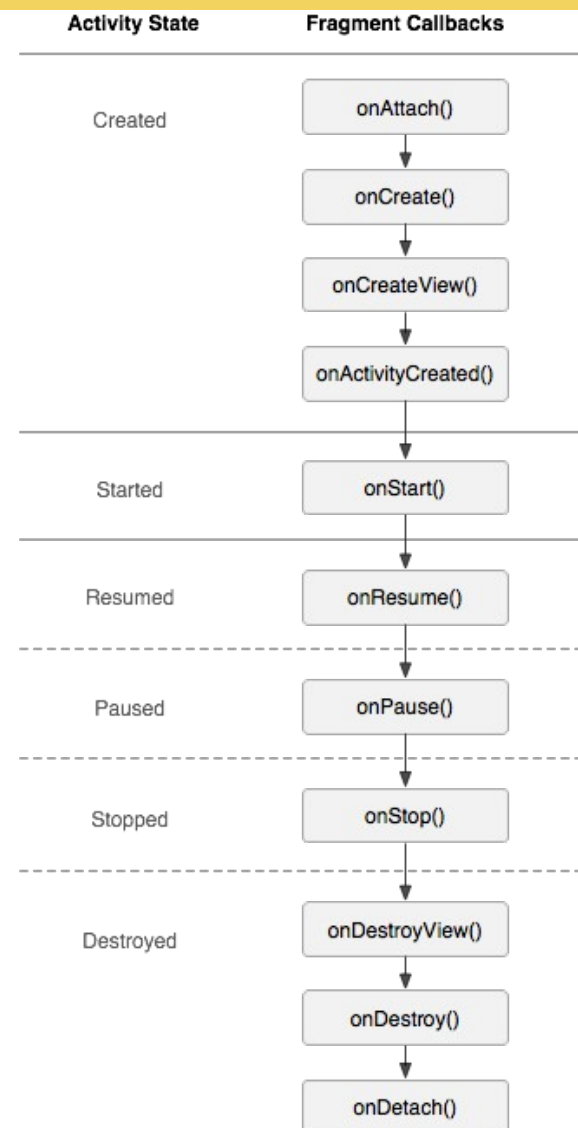 Activity State Fragment Callbacks
Created
onAttach()
onCreate()
onCreateView()
onActivityCreated()
Started
onStart()
Resumed
onResume()
Paused
onPause()
Stopped
onStop()
Destroyed
onDestroyView()
onDestroy()
onDetach()